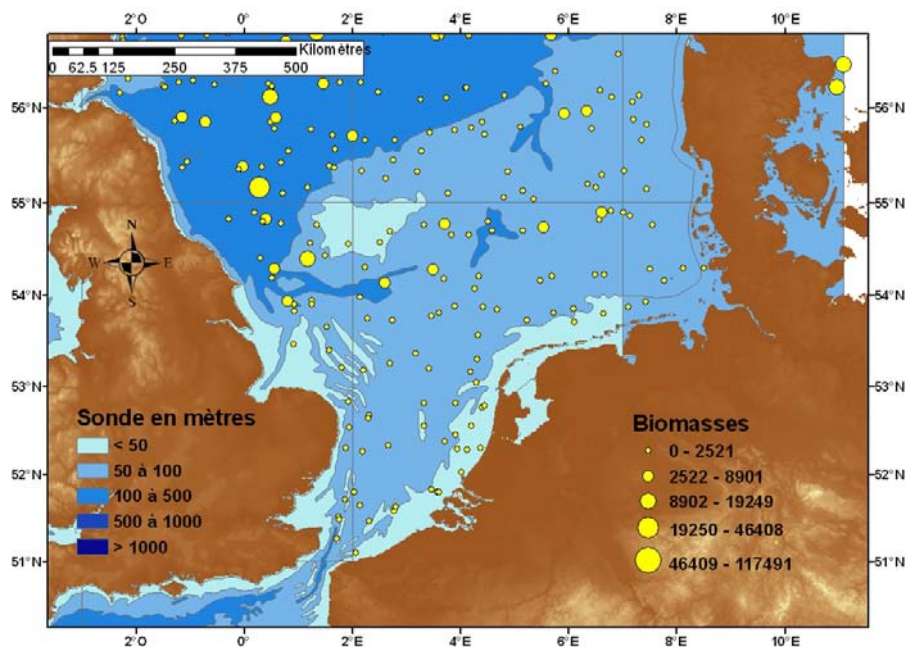 2° 0° 2°E 4°E 6°E 8°E 10°E
Kilomètres
0 62.5 125 250 375 500
56°N 56°N
55°N 55°N
N
W E
S
54°N 54°N
53°N 53°N
Sonde en mètres
< 50
50 à 100
100 à 500
500 à 1000
> 1000
Biomasses
0 - 2521
2522 - 8901
8902 - 19249
19250 - 46408
46409 - 117491
52°N 52°N
51°N 51°N
2° 0° 2°E 4°E 6°E 8°E 10°E